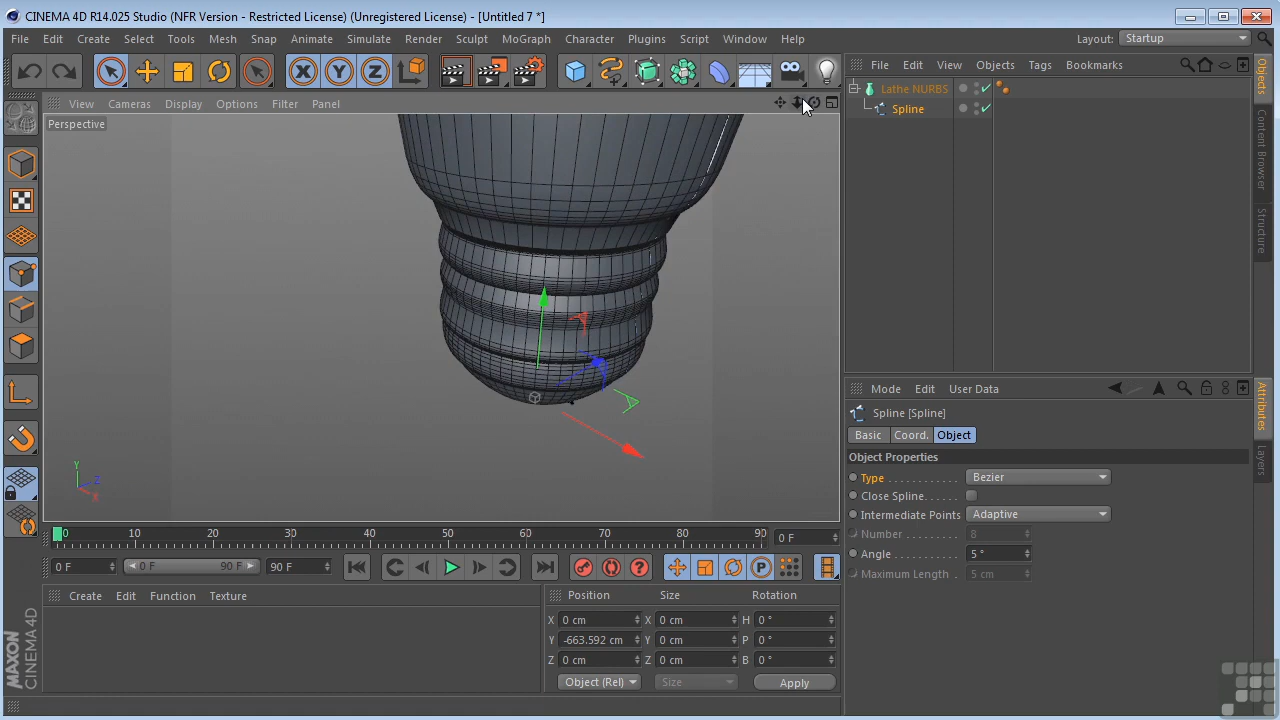 CINEMA 4D R14.025 Studio (NFR Version - Restricted License) (Unregistered License) - [Untitled 7 *]
File Edit Create Select Tools Mesh Snap Animate Simulate Render Sculpt MoGraph Character Plugins Script Window Help Layout: Startup
X Y Z
File Edit View Objects Tags Bookmarks
View Cameras Display Options Filter Panel
Perspective
Lathe NURBS
Spline
Objects
Content Browser
Structure
Mode Edit User Data
Spline [Spline]
Basic Coord. Object
Object Properties
Type Bezier
Close Spline
Intermediate Points Adaptive
Number 8
Angle 5 °
Maximum Length 5 cm
Attributes
Layers
Y
Z
X
0 10 20 30 40 50 60 70 80 90 0 F
0 F 0 F 90 F 90 F P
Create Edit Function Texture
Position Size Rotation
X 0 cm X 0 cm H 0 °
Y -663.592 cm Y 0 cm P 0 °
Z 0 cm Z 0 cm B 0 °
Object (Rel) Size Apply
MAXON
CINEMA 4D